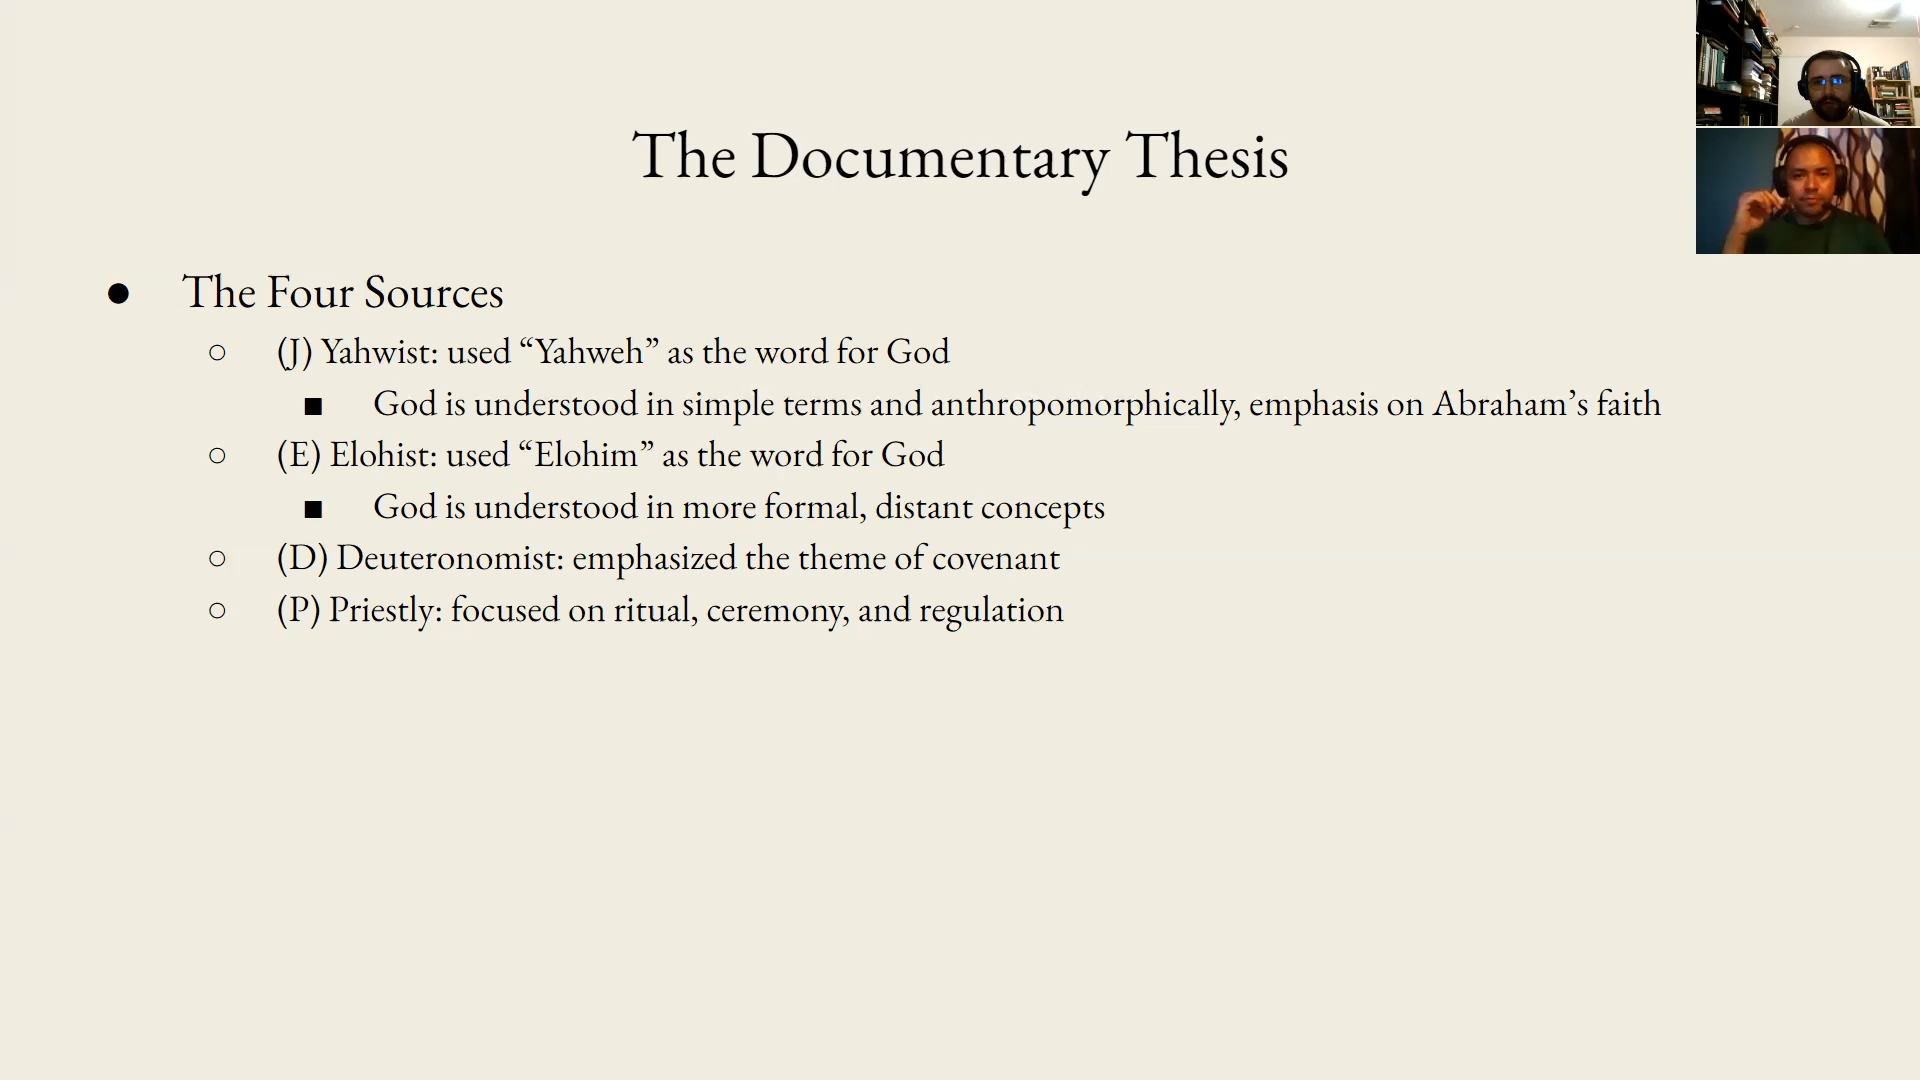 The Documentary Thesis
● The Four Sources
○ (J) Yahwist: used “Yahweh” as the word for God
■ God is understood in simple terms and anthropomorphically, emphasis on Abraham’s faith
○ (E) Elohist: used “Elohim” as the word for God
■ God is understood in more formal, distant concepts
○ (D) Deuteronomist: emphasized the theme of covenant
○ (P) Priestly: focused on ritual, ceremony, and regulation